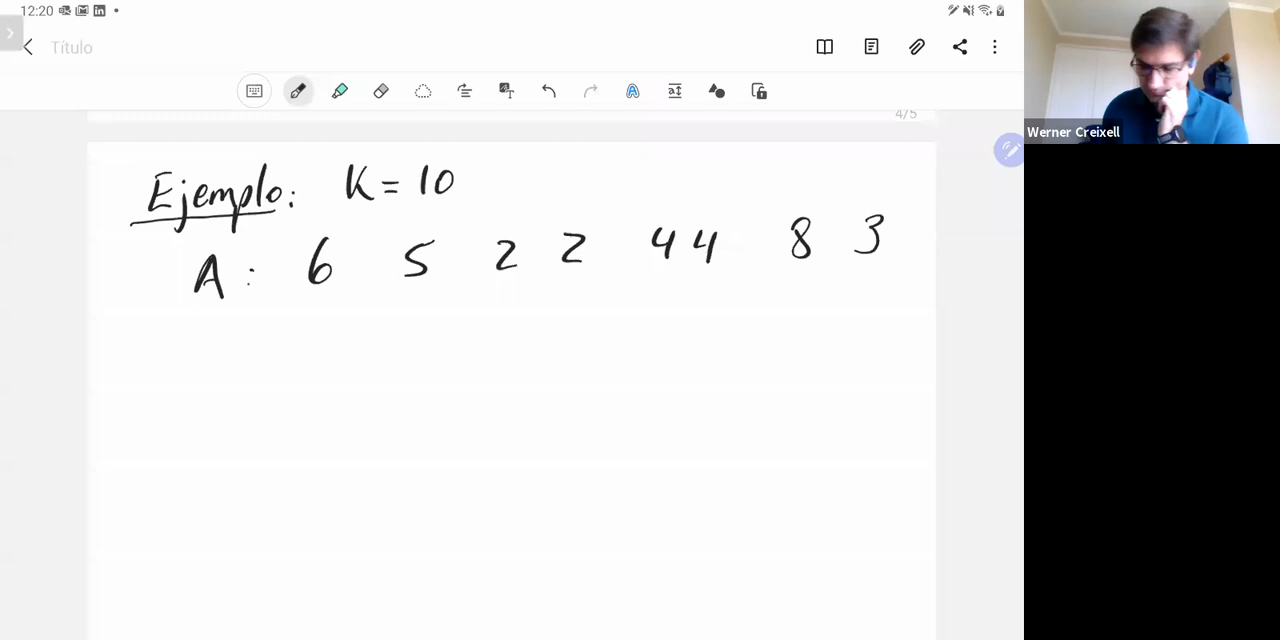 12:20
Título
4/5
Werner Creixell
Ejemplo: K = 10
A : 6 5 2 2 4 4 8 3